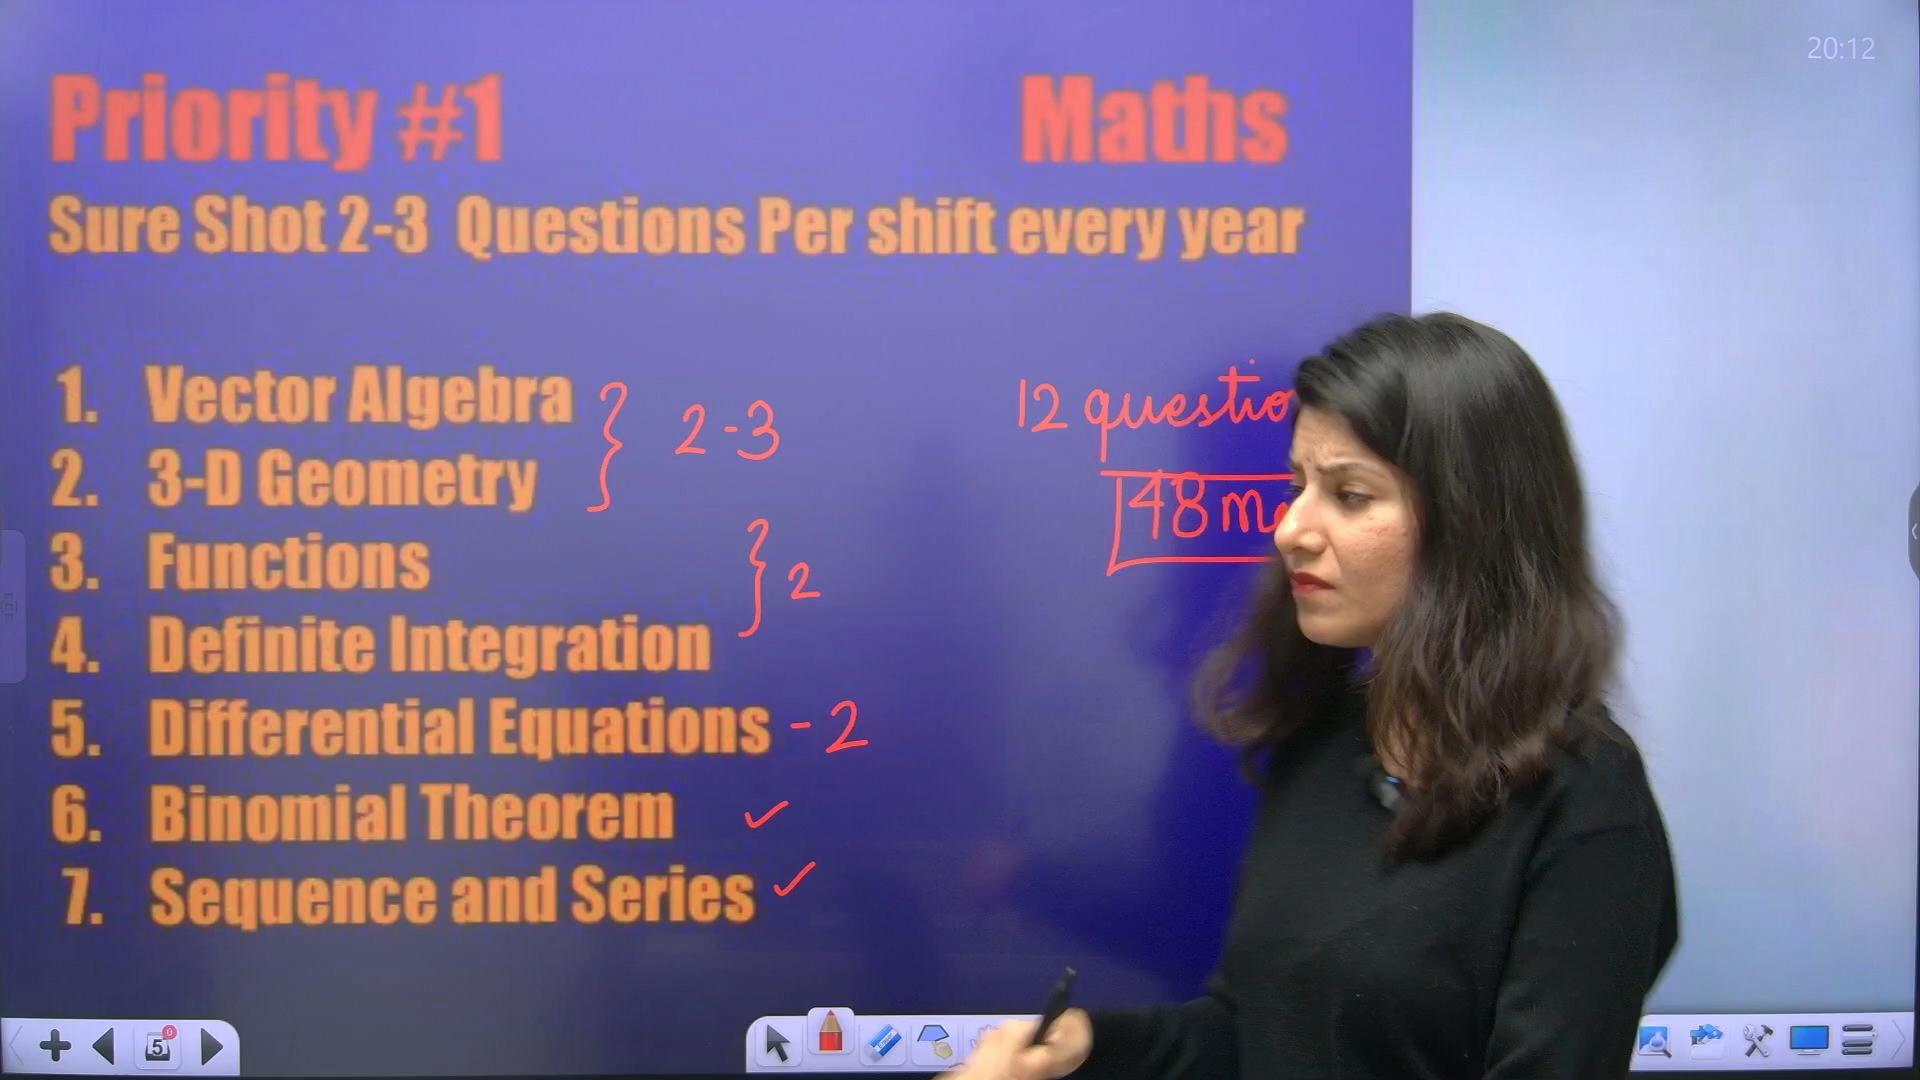 20:12
Priority #1 Maths
Sure Shot 2-3 Questions Per shift every year
1. Vector Algebra
2. 3-D Geometry
2-3
3. Functions
4. Definite Integration
2
5. Differential Equations - 2
6. Binomial Theorem ✓
7. Sequence and Series ✓
12
48
5
0